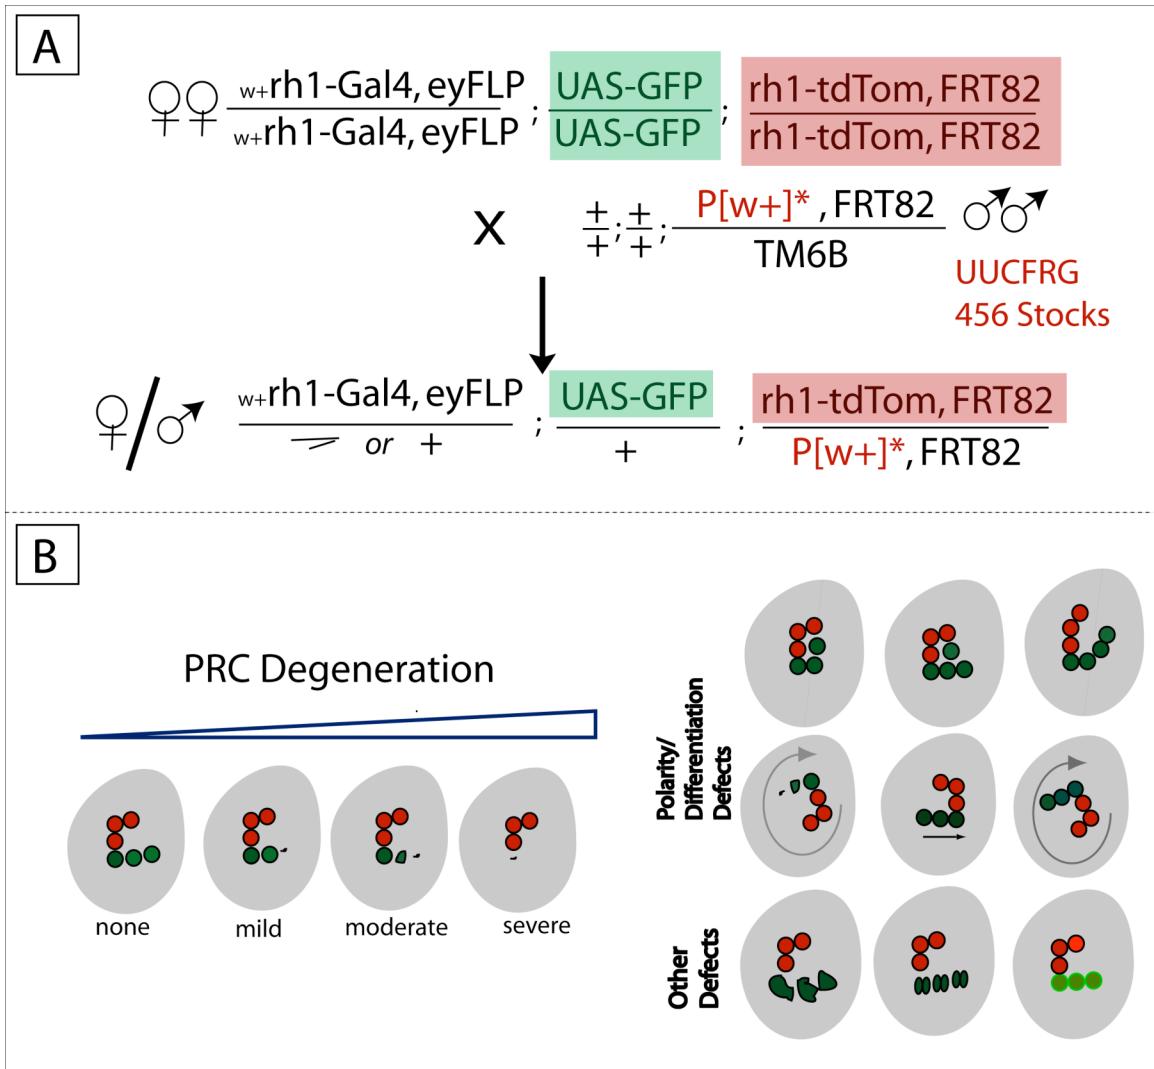 A
♀♀ w+rh1-Gal4, eyFLP ; UAS-GFP ; rh1-tdTom, FRT82
w+rh1-Gal4, eyFLP UAS-GFP rh1-tdTom, FRT82
X + ; + ; P[w+]* , FRT82 ♂♂
+ + TM6B
UUCFRG
456 Stocks
♀/♂ w+rh1-Gal4, eyFLP ; UAS-GFP ; rh1-tdTom, FRT82
or + + P[w+]*, FRT82
B
PRC Degeneration
none mild moderate severe
Polarity/
Differentiation
Defects
Other
Defects